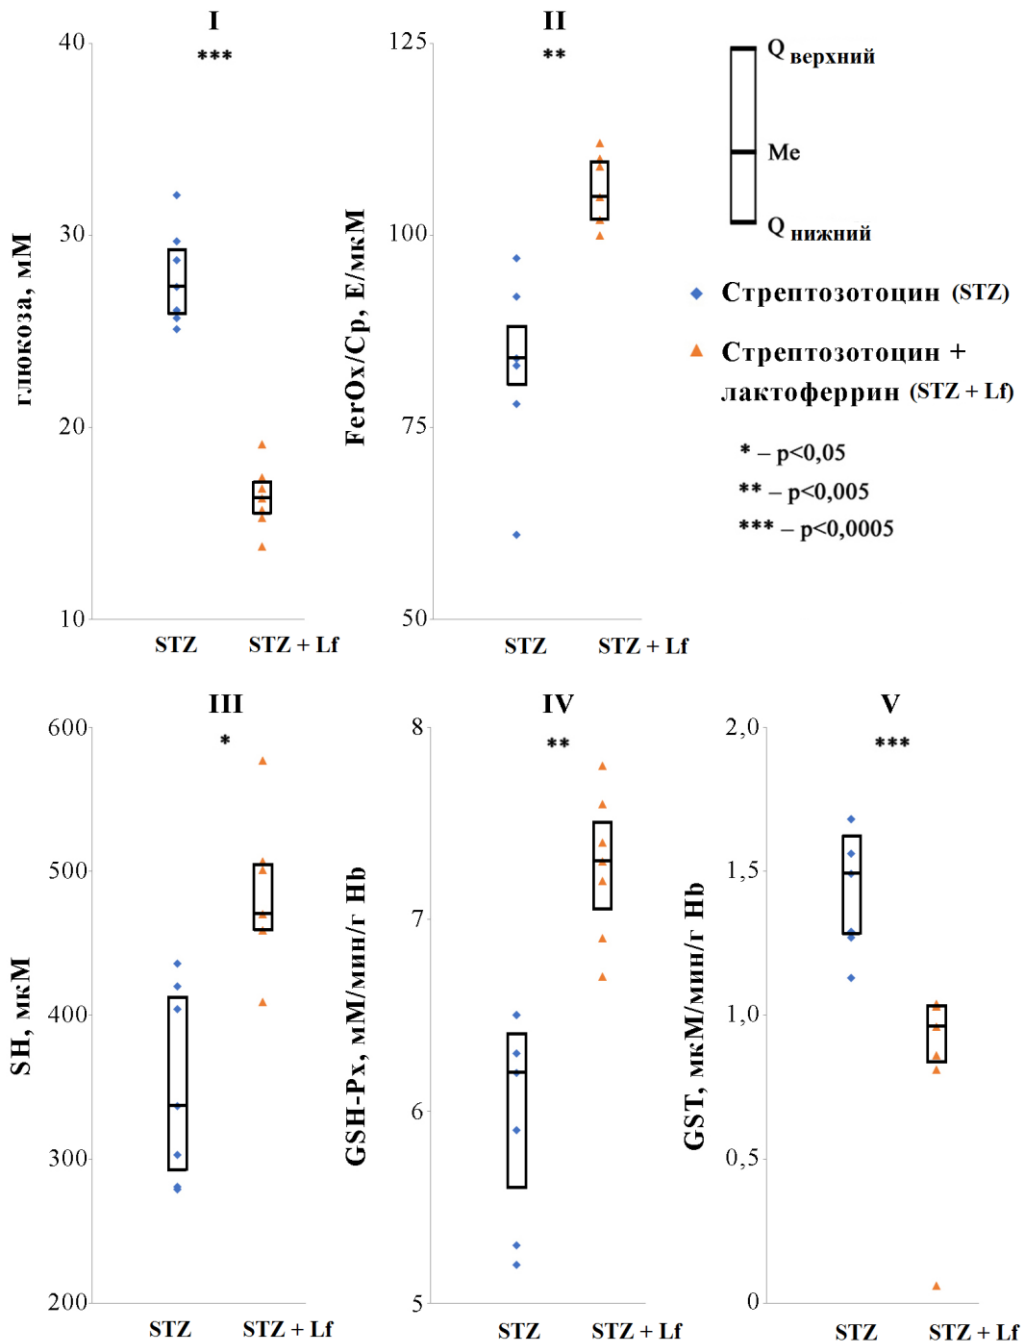 I
***
глюкоза, мМ
40
30
20
10
STZ
STZ + Lf
II
**
FerOx/Cp, Е/мкМ
125
100
75
50
STZ
STZ + Lf
Q верхний
Me
Q нижний
Стрептозотоцин (STZ)
Стрептозотоцин +
лактоферрин (STZ + Lf)
* – p<0,05
** – p<0,005
*** – p<0,0005
III
*
SH, мкМ
600
500
400
300
200
STZ
STZ + Lf
IV
**
GSH-Px, мМ/мин/г Hb
8
7
6
5
STZ
STZ + Lf
V
***
GST, мкМ/мин/г Hb
2,0
1,5
1,0
0,5
0
STZ
STZ + Lf